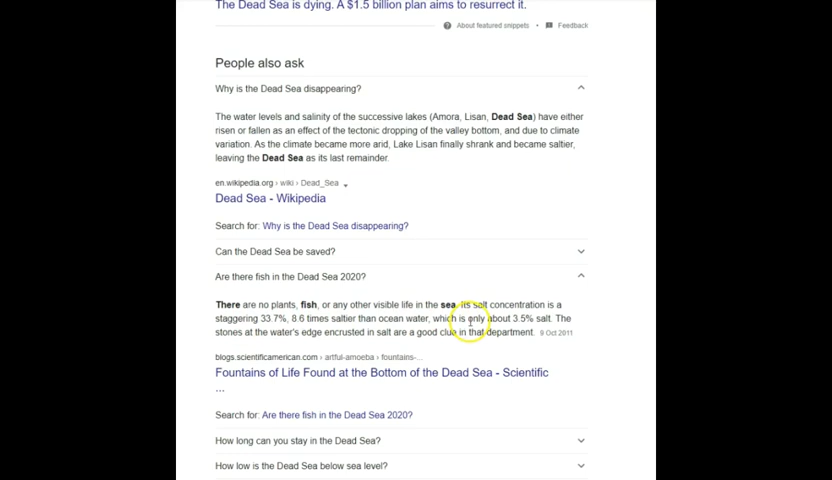 The Dead Sea is dying. A $1.5 billion plan aims to resurrect it.
About featured snippets • Feedback
People also ask
Why is the Dead Sea disappearing?
The water levels and salinity of the successive lakes (Amora, Lisan, Dead Sea) have either
risen or fallen as an effect of the tectonic dropping of the valley bottom, and due to climate
variation. As the climate became more arid, Lake Lisan finally shrank and became saltier,
leaving the Dead Sea as its last remainder.
en.wikipedia.org › wiki › Dead_Sea
Dead Sea - Wikipedia
Search for: Why is the Dead Sea disappearing?
Can the Dead Sea be saved?
Are there fish in the Dead Sea 2020?
There are no plants, fish, or any other visible life in the sea. Its salt concentration is a
staggering 33.7%, 8.6 times saltier than ocean water, which is only about 3.5% salt. The
stones at the water's edge encrusted in salt are a good clue in that department. 9 Oct 2011
blogs.scientificamerican.com › artful-amoeba › fountains-...
Fountains of Life Found at the Bottom of the Dead Sea - Scientific
...
Search for: Are there fish in the Dead Sea 2020?
How long can you stay in the Dead Sea?
How low is the Dead Sea below sea level?